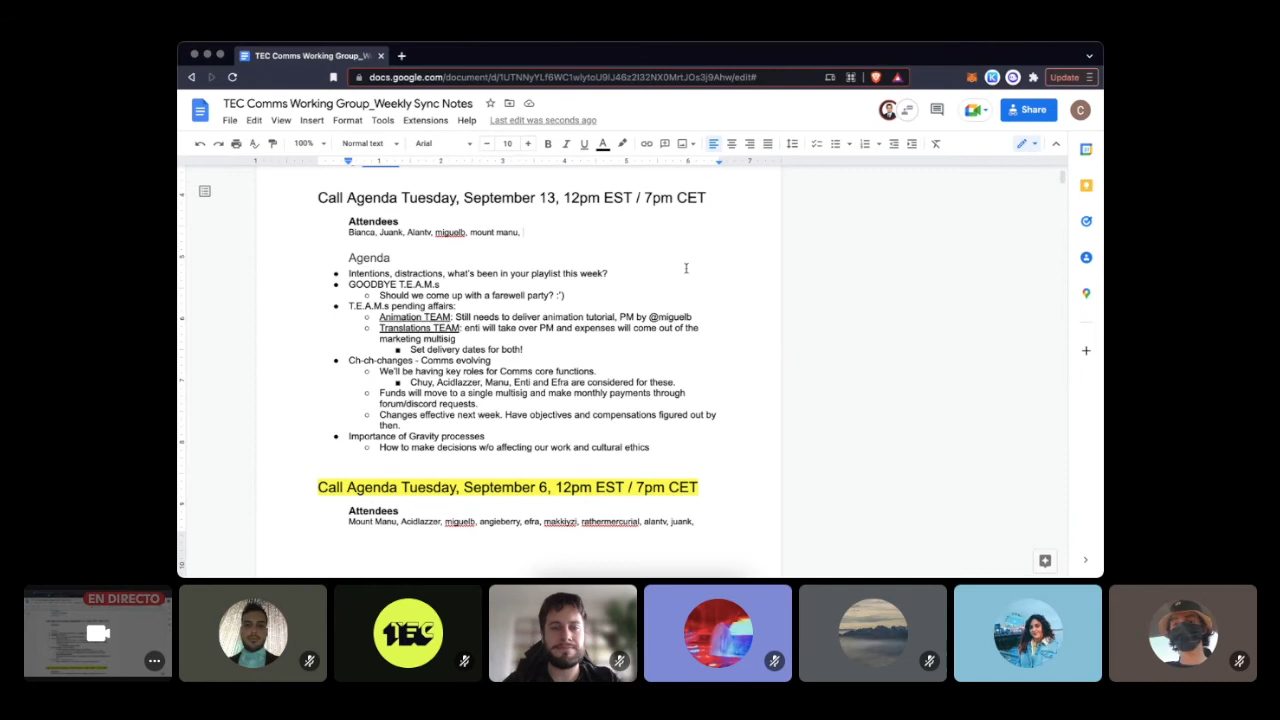 TEC Comms Working Group_W
docs.google.com/document/d/1UTNNyYLf6WC1wlytoU9lJ46z2I32NX0MrtJOs3j9Ahw/edit#
Update
TEC Comms Working Group_Weekly Sync Notes
File Edit View Insert Format Tools Extensions Help Last edit was seconds ago
Share
C
100% Normal text Arial 10 B I U A
1 1 2 3 4 5 6 7
Call Agenda Tuesday, September 13, 12pm EST / 7pm CET
Attendees
Bianca, Juank, Alantv, miguelb, mount manu,
Agenda
Intentions, distractions, what's been in your playlist this week?
GOODBYE T.E.A.M.s
Should we come up with a farewell party? :')
T.E.A.M.s pending affairs:
Animation TEAM: Still needs to deliver animation tutorial, PM by @miguelb
Translations TEAM: enti will take over PM and expenses will come out of the
marketing multisig
Set delivery dates for both!
Ch-ch-changes - Comms evolving
We'll be having key roles for Comms core functions.
Chuy, Acidlazzer, Manu, Enti and Efra are considered for these.
Funds will move to a single multisig and make monthly payments through
forum/discord requests.
Changes effective next week. Have objectives and compensations figured out by
then.
Importance of Gravity processes
How to make decisions w/o affecting our work and cultural ethics
Call Agenda Tuesday, September 6, 12pm EST / 7pm CET
Attendees
Mount Manu, Acidlazzer, miguelb, angieberry, efra, makkiyzi, rathermercurial, alantv, juank,
EN DIRECTO
TEC